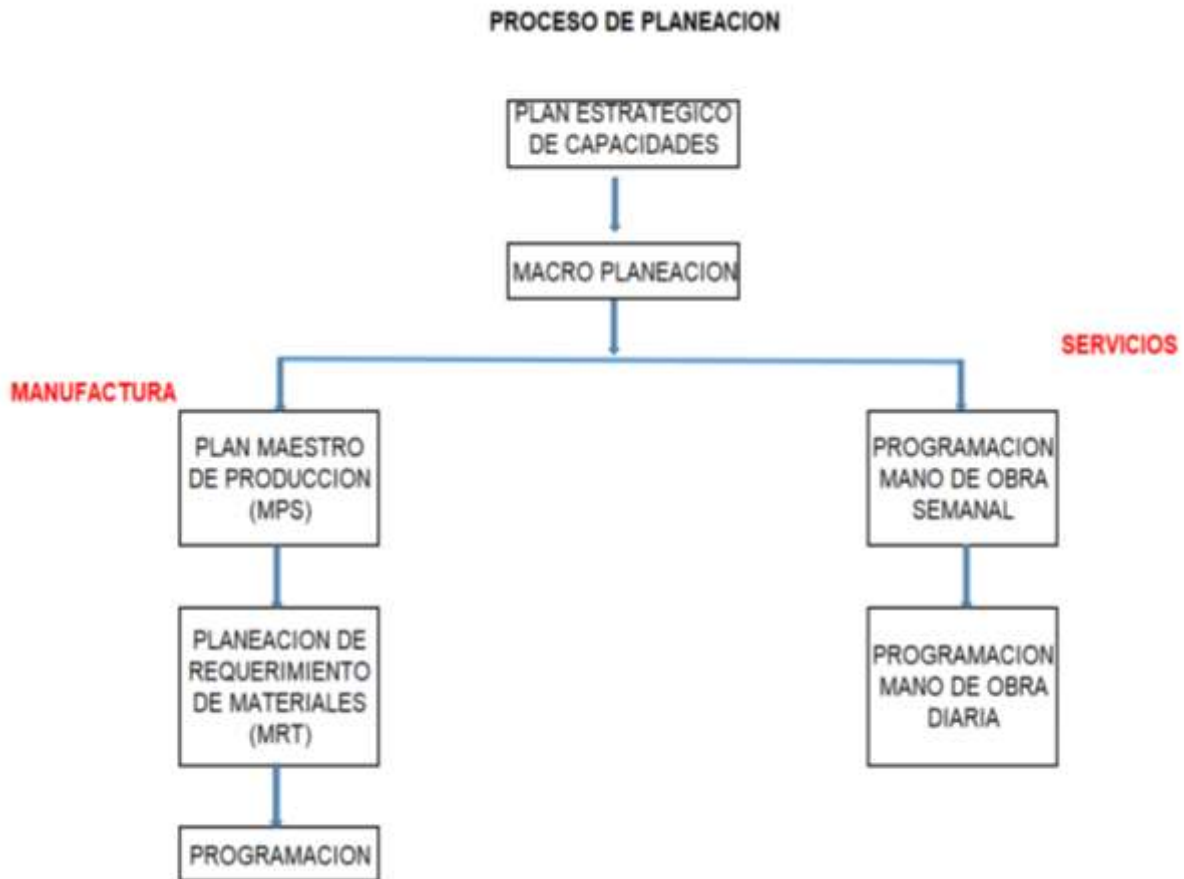 PROCESO DE PLANEACION
PLAN ESTRATEGICO
DE CAPACIDADES
MACRO PLANEACION
SERVICIOS
MANUFACTURA
PLAN MAESTRO
DE PRODUCCION
(MPS)
PROGRAMACION
MANO DE OBRA
SEMANAL
PLANEACION DE
REQUERIMIENTO
DE MATERIALES
(MRT)
PROGRAMACION
MANO DE OBRA
DIARIA
PROGRAMACION